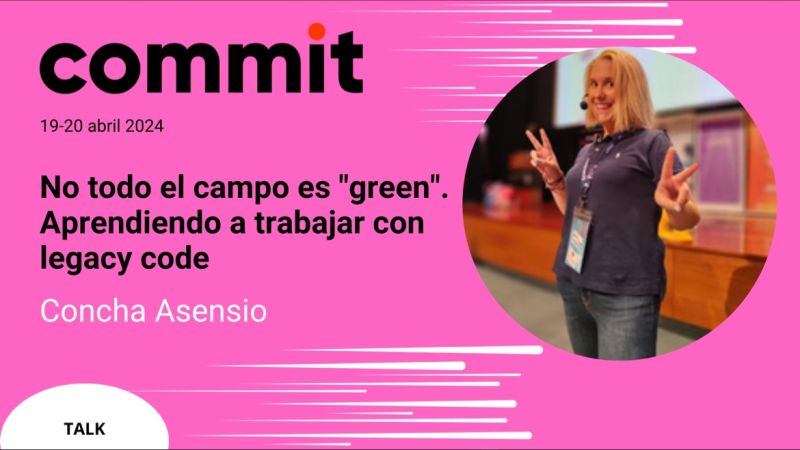 commit
19-20 abril 2024
No todo el campo es "green".
Aprendiendo a trabajar con
legacy code
Concha Asensio
TALK